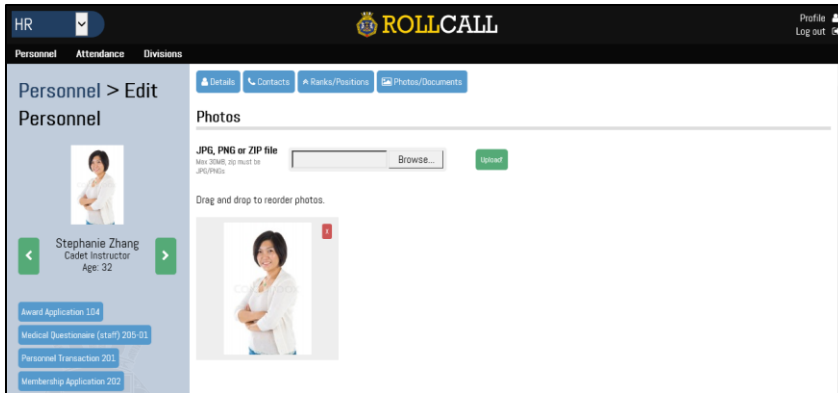 HR
ROLLCALL
Profile
Log out
Personnel Attendance Divisions
Personnel > Edit
Personnel
Stephanie Zhang
Cadet Instructor
Age: 32
Award Application 104
Medical Questionaire (staff) 205-01
Personnel Transaction 201
Membership Application 202
Details Contacts Ranks/Positions Photos/Documents
Photos
JPG, PNG or ZIP file
Max 30MB, zip must be
JPG/PNGs
Browse...
Upload!
Drag and drop to reorder photos.
x